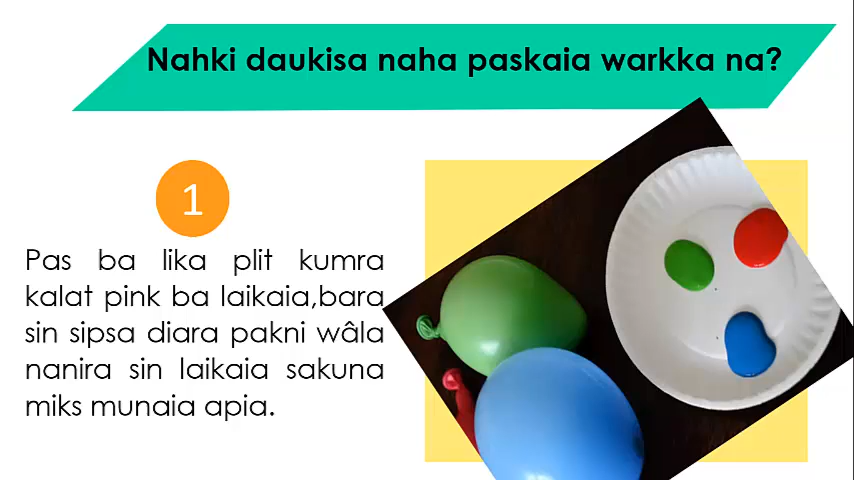 Nahki daukisa naha paskaia warkka na?
1
Pas ba lika plit kumra
kalat pink ba laikaia,bara
sin sipsa diara pakni wâla
nanira sin laikaia sakuna
miks munaia apia.